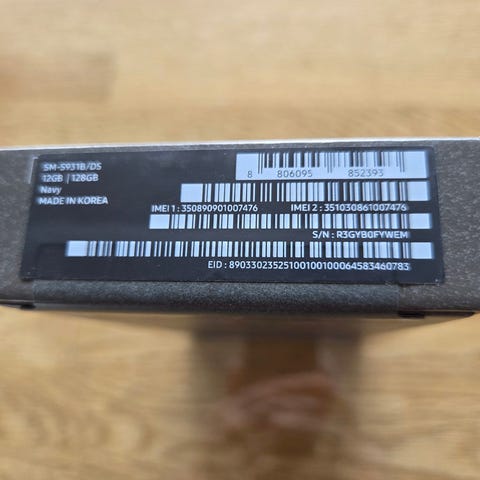 SM-S931B/DS
12GB | 128GB
Navy
MADE IN KOREA
8 806095 852393
IMEI 1 : 350890901007476 IMEI 2 : 351030861007476
S/N : R3GYB0FYWEM
EID : 89033023525100100100064583460783